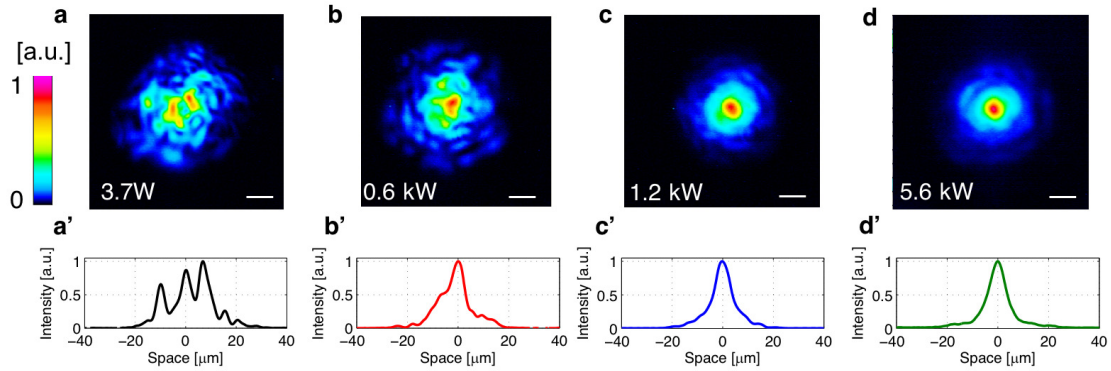 a b c d
[a.u.]
1
0
3.7W 0.6 kW 1.2 kW 5.6 kW
a’ b’ c’ d’
Intensity [a.u.] Intensity [a.u.] Intensity [a.u.] Intensity [a.u.]
1 1 1 1
0.5 0.5 0.5 0.5
0 0 0 0
−40 −20 0 20 40 −40 −20 0 20 40 −40 −20 0 20 40 −40 −20 0 20 40
Space [μm] Space [μm] Space [μm] Space [μm]